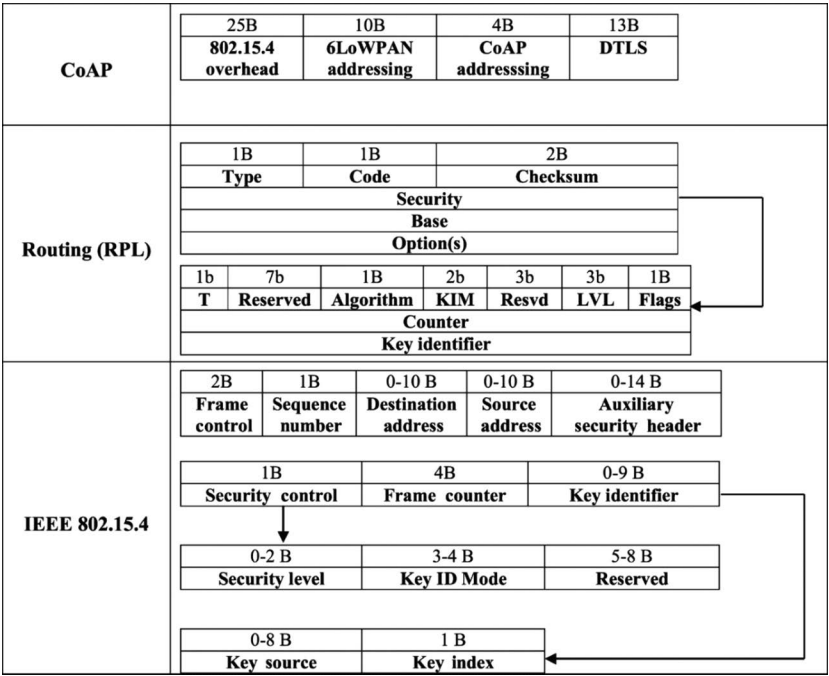 CoAP
25B 10B 4B 13B
802.15.4 6LoWPAN CoAP DTLS
overhead addressing addresssing
Routing (RPL)
1B 1B 2B
Type Code Checksum
Security
Base
Option(s)
1b 7b 1B 2b 3b 3b 1B
T Reserved Algorithm KIM Resvd LVL Flags
Counter
Key identifier
IEEE 802.15.4
2B 1B 0-10 B 0-10 B 0-14 B
Frame Sequence Destination Source Auxiliary
control number address address security header
1B 4B 0-9 B
Security control Frame counter Key identifier
0-2 B 3-4 B 5-8 B
Security level Key ID Mode Reserved
0-8 B 1 B
Key source Key index